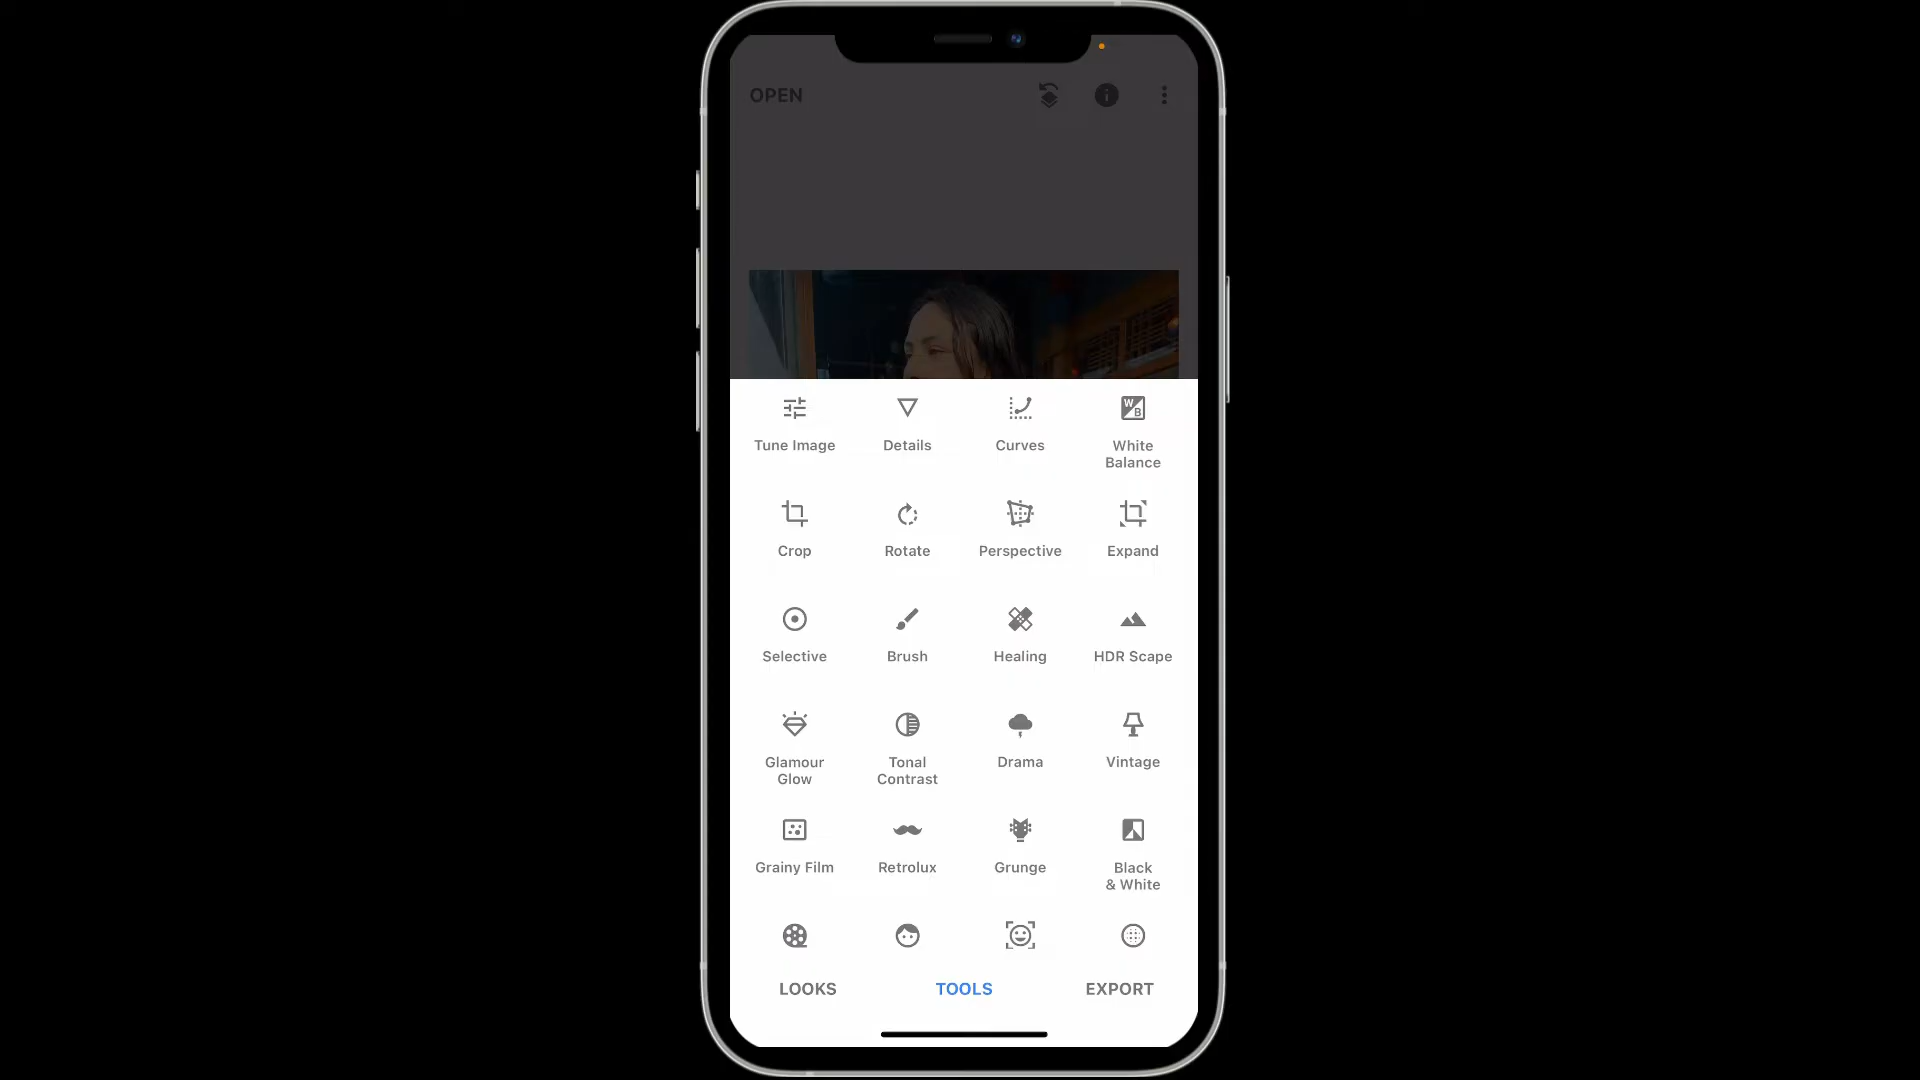 OPEN
Tune Image
Details
Curves
White
Balance
Crop
Rotate
Perspective
Expand
Selective
Brush
Healing
HDR Scape
Glamour
Glow
Tonal
Contrast
Drama
Vintage
Grainy Film
Retrolux
Grunge
Black
& White
LOOKS
TOOLS
EXPORT